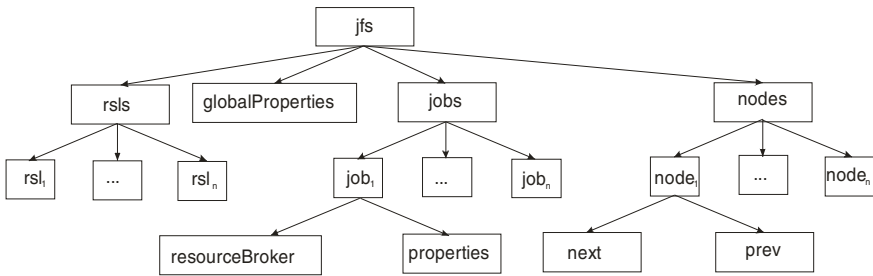 jfs
rsls
globalProperties
jobs
nodes
rsl₁
...
rslₙ
job₁
...
jobₙ
node₁
...
nodeₙ
resourceBroker
properties
next
prev